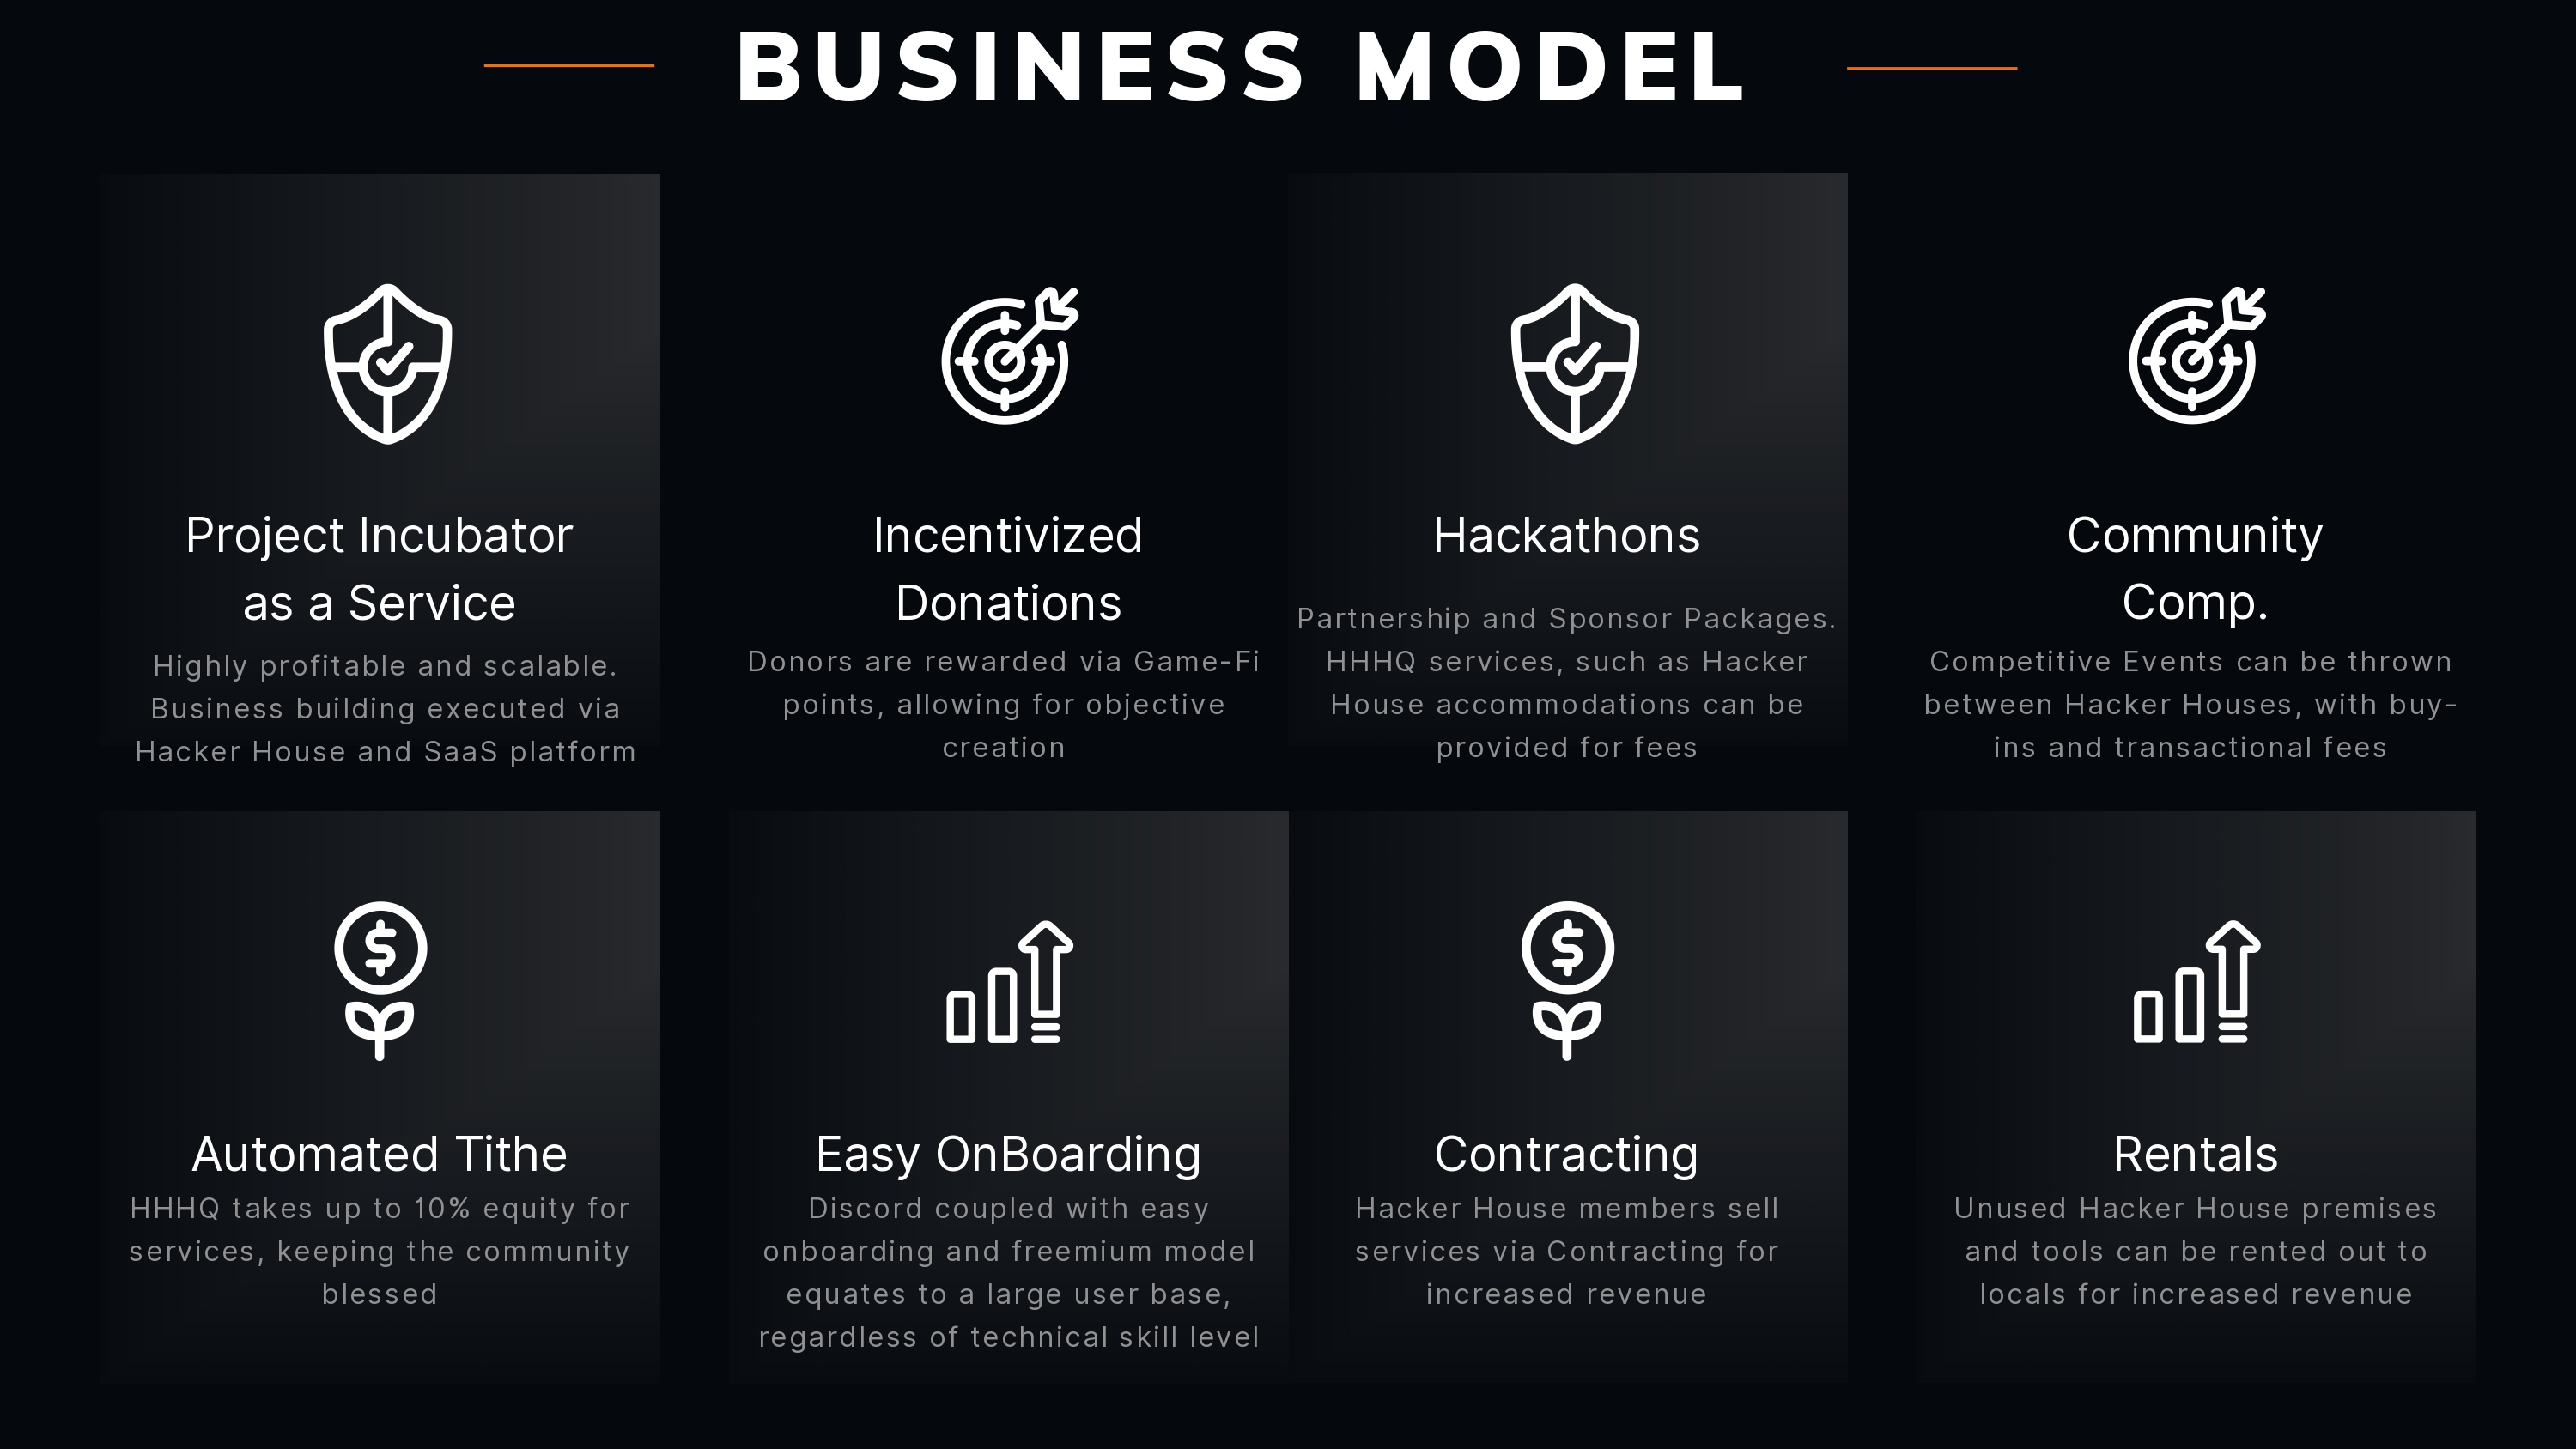 BUSINESS MODEL
Project Incubator
as a Service
Highly profitable and scalable.
Business building executed via
Hacker House and SaaS platform
Incentivized
Donations
Donors are rewarded via Game-Fi
points, allowing for objective
creation
Hackathons
Partnership and Sponsor Packages.
HHHQ services, such as Hacker
House accommodations can be
provided for fees
Community
Comp.
Competitive Events can be thrown
between Hacker Houses, with buy-
ins and transactional fees
Automated Tithe
HHHQ takes up to 10% equity for
services, keeping the community
blessed
Easy OnBoarding
Discord coupled with easy
onboarding and freemium model
equates to a large user base,
regardless of technical skill level
Contracting
Hacker House members sell
services via Contracting for
increased revenue
Rentals
Unused Hacker House premises
and tools can be rented out to
locals for increased revenue